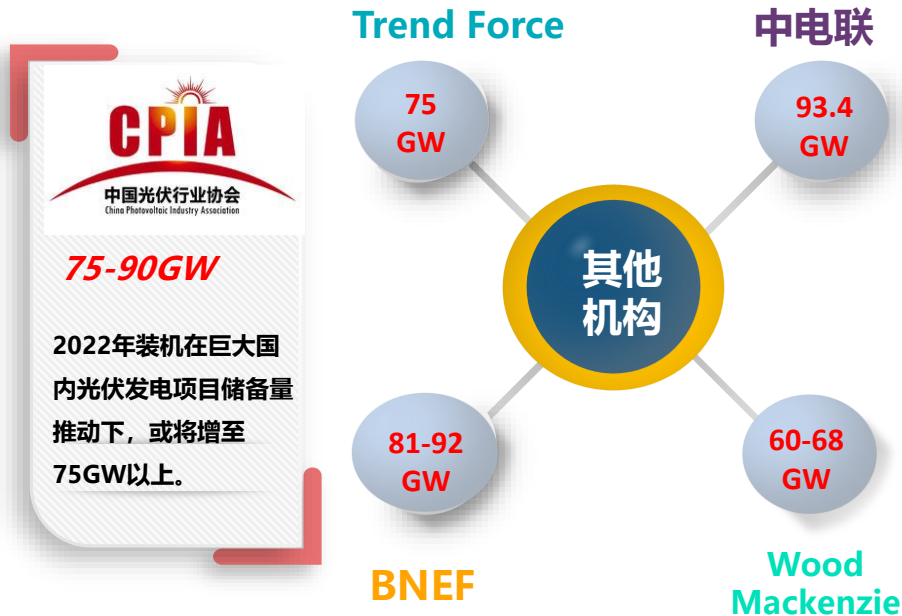 CPIA
中国光伏行业协会
China Photovoltaic Industry Association
75-90GW
2022年装机在巨大国
内光伏发电项目储备量
推动下，或将增至
75GW以上。
Trend Force
75
GW
中电联
93.4
GW
其他
机构
81-92
GW
BNEF
60-68
GW
Wood
Mackenzie